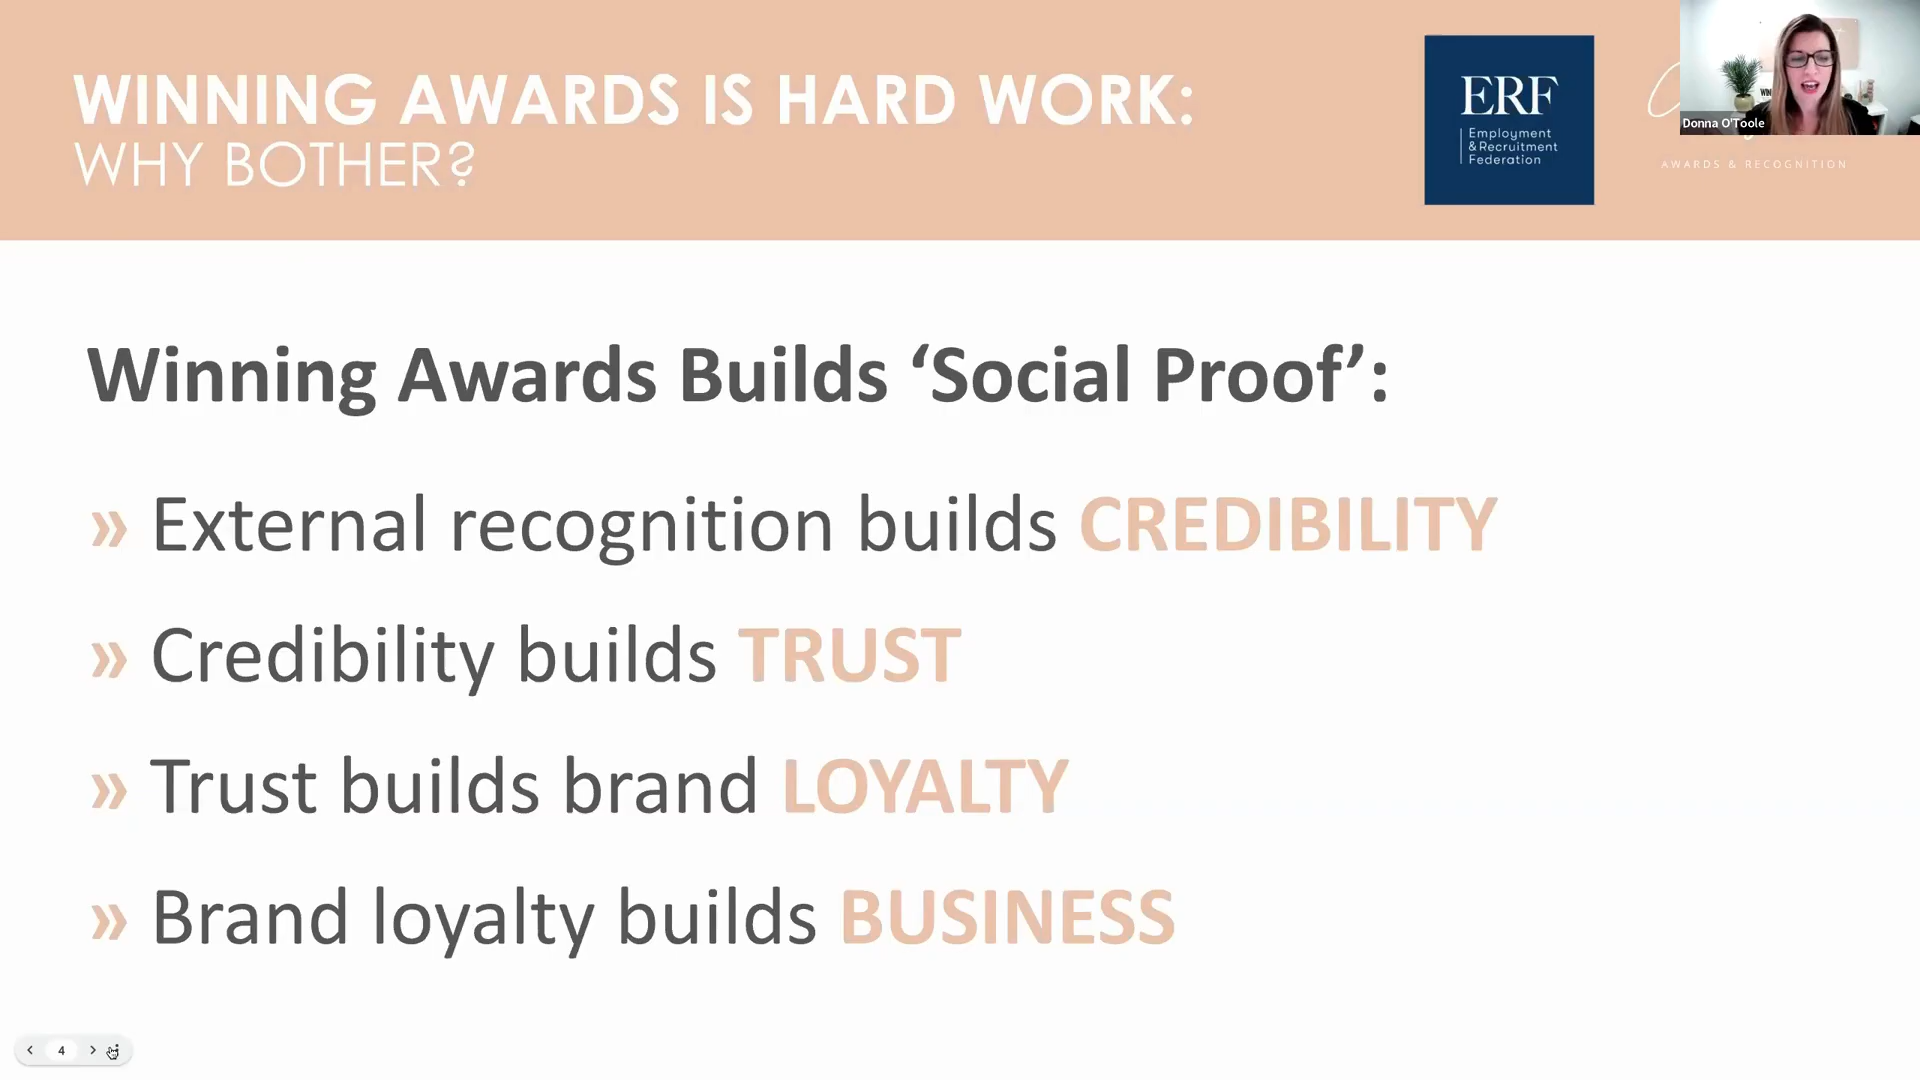 WINNING AWARDS IS HARD WORK:
WHY BOTHER?
ERF
Employment
& Recruitment
Federation
AWARDS & RECOGNITION
WIN
Donna O'Toole
Winning Awards Builds ‘Social Proof’:
» External recognition builds CREDIBILITY
» Credibility builds TRUST
» Trust builds brand LOYALTY
» Brand loyalty builds BUSINESS
4